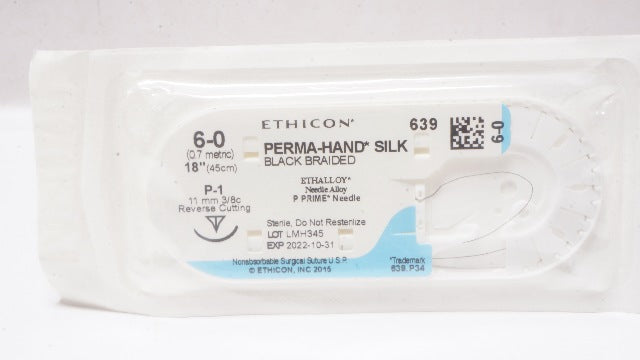 ETHICON*
639
6-0
6-0
(0.7 metric)
18" (45cm)
PERMA-HAND* SILK
BLACK BRAIDED
P-1
11 mm 3/8c
Reverse Cutting
ETHALLOY*
Needle Alloy
P PRIME* Needle
Sterile, Do Not Resterilize
LOT LMH345
EXP 2022-10-31
Nonabsorbable Surgical Suture U.S.P.
© ETHICON, INC 2015
*Trademark
639.P34